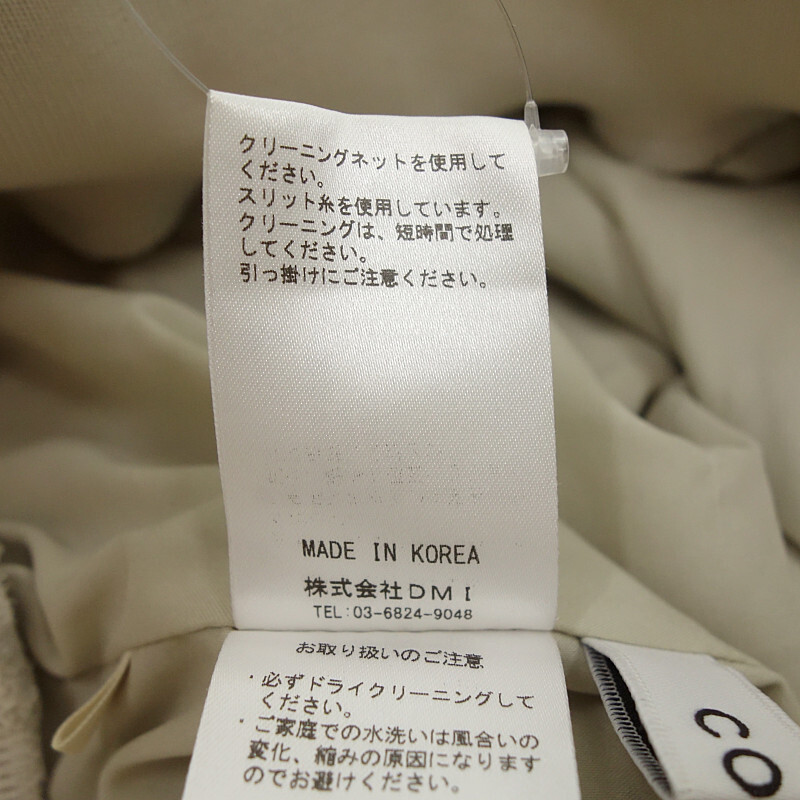 クリーニングネットを使用して
ください。
スリット糸を使用しています。
クリーニングは、短時間で処理
してください。
引っ掛けにご注意ください。
MADE IN KOREA
株式会社DMI
TEL:03-6824-9048
お取り扱いのご注意
・必ずドライクリーニングして
ください。
・ご家庭での水洗いは風合いの
変化、縮みの原因になります
のでお避けください。
CO